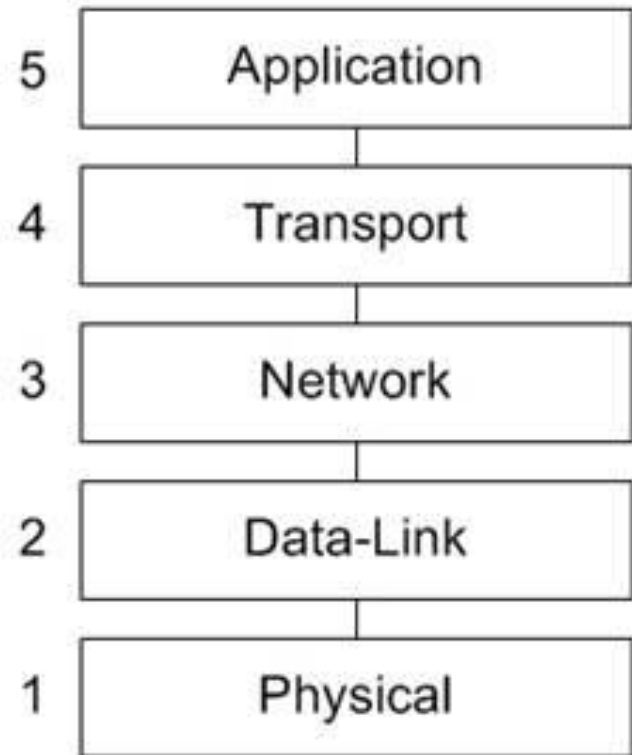 5 Application
4 Transport
3 Network
2 Data-Link
1 Physical